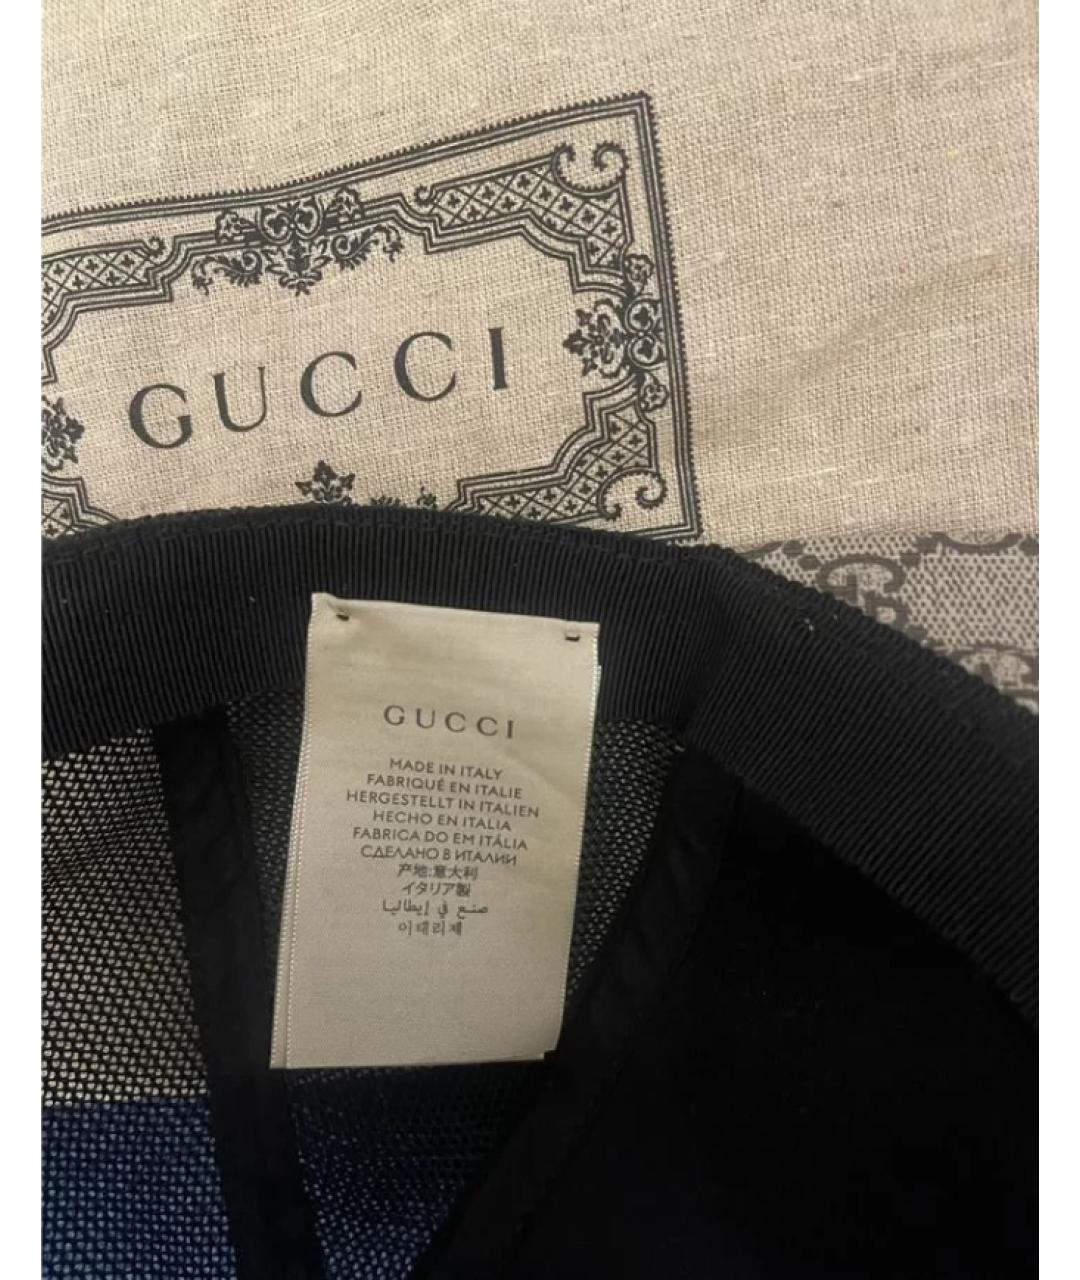 GUCCI
GUCCI
MADE IN ITALY
FABRIQUÉ EN ITALIE
HERGESTELLT IN ITALIEN
HECHO EN ITALIA
FABRICA DO EM ITÁLIA
СДЕЛАНО В ИТАЛИИ
产地:意大利
イタリア製
صنع في إيطاليا
이태리제